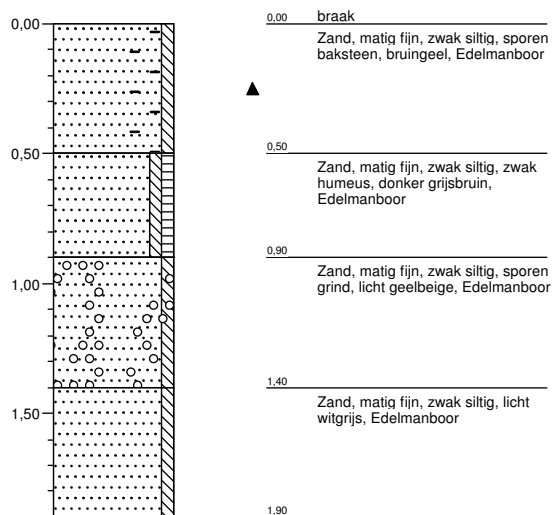 0,00
0,50
1,00
1,50
0,00 braak
Zand, matig fijn, zwak siltig, sporen
baksteen, bruingeel, Edelmanboor
0,50
Zand, matig fijn, zwak siltig, zwak
humeus, donker grijsbruin,
Edelmanboor
0,90
Zand, matig fijn, zwak siltig, sporen
grind, licht geelbeige, Edelmanboor
1,40
Zand, matig fijn, zwak siltig, licht
witgrijs, Edelmanboor
1,90